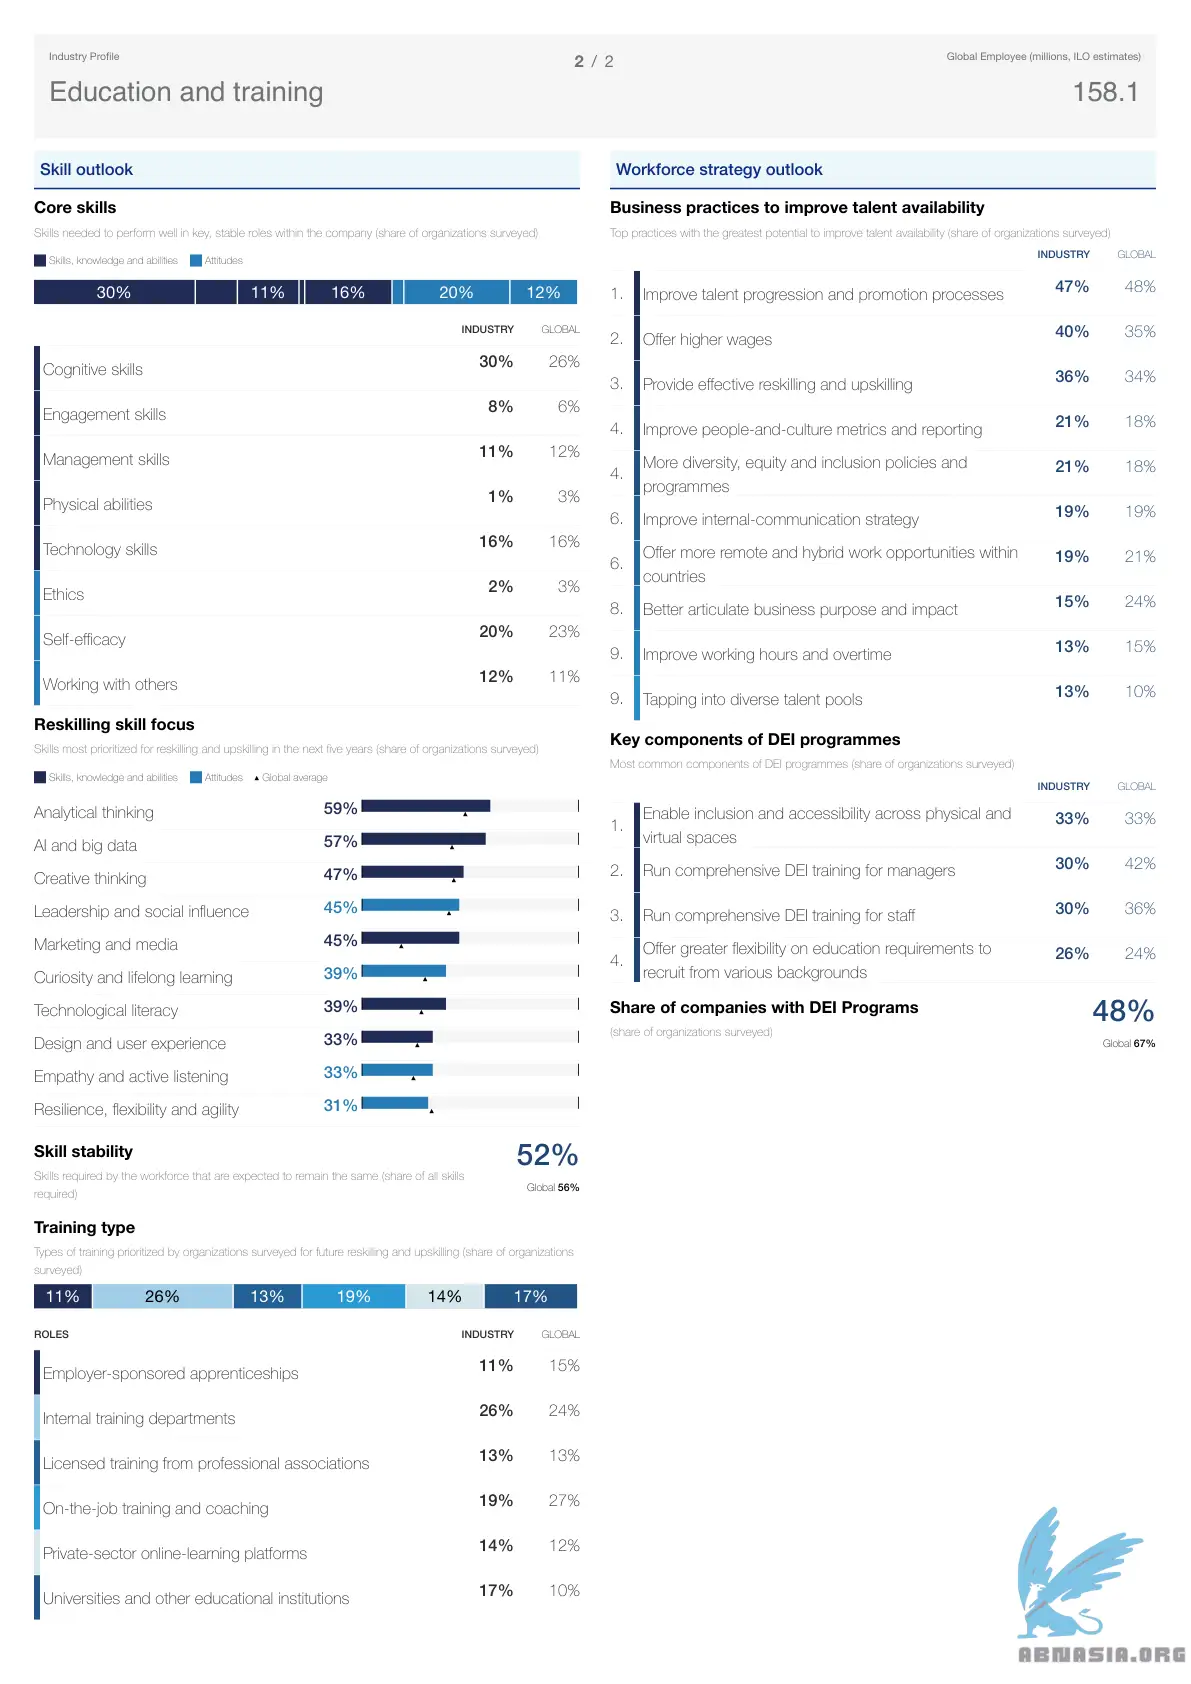 Industry Profile
2 / 2
Global Employee (millions, ILO estimates)
Education and training
158.1
Skill outlook
Core skills
Skills needed to perform well in key, stable roles within the company (share of organizations surveyed)
Skills, knowledge and abilities Attitudes
30% 11% 16% 20% 12%
INDUSTRY GLOBAL
Cognitive skills 30% 26%
Engagement skills 8% 6%
Management skills 11% 12%
Physical abilities 1% 3%
Technology skills 16% 16%
Ethics 2% 3%
Self-efficacy 20% 23%
Working with others 12% 11%
Reskilling skill focus
Skills most prioritized for reskilling and upskilling in the next five years (share of organizations surveyed)
Skills, knowledge and abilities Attitudes ▲ Global average
Analytical thinking 59%
AI and big data 57%
Creative thinking 47%
Leadership and social influence 45%
Marketing and media 45%
Curiosity and lifelong learning 39%
Technological literacy 39%
Design and user experience 33%
Empathy and active listening 33%
Resilience, flexibility and agility 31%
Skill stability
52%
Skills required by the workforce that are expected to remain the same (share of all skills
required)
Global 56%
Training type
Types of training prioritized by organizations surveyed for future reskilling and upskilling (share of organizations
surveyed)
11% 26% 13% 19% 14% 17%
ROLES INDUSTRY GLOBAL
Employer-sponsored apprenticeships 11% 15%
Internal training departments 26% 24%
Licensed training from professional associations 13% 13%
On-the-job training and coaching 19% 27%
Private-sector online-learning platforms 14% 12%
Universities and other educational institutions 17% 10%
Workforce strategy outlook
Business practices to improve talent availability
Top practices with the greatest potential to improve talent availability (share of organizations surveyed)
INDUSTRY GLOBAL
1. Improve talent progression and promotion processes 47% 48%
2. Offer higher wages 40% 35%
3. Provide effective reskilling and upskilling 36% 34%
4. Improve people-and-culture metrics and reporting 21% 18%
4. More diversity, equity and inclusion policies and
programmes 21% 18%
6. Improve internal-communication strategy 19% 19%
6. Offer more remote and hybrid work opportunities within
countries 19% 21%
8. Better articulate business purpose and impact 15% 24%
9. Improve working hours and overtime 13% 15%
9. Tapping into diverse talent pools 13% 10%
Key components of DEI programmes
Most common components of DEI programmes (share of organizations surveyed)
INDUSTRY GLOBAL
1. Enable inclusion and accessibility across physical and
virtual spaces 33% 33%
2. Run comprehensive DEI training for managers 30% 42%
3. Run comprehensive DEI training for staff 30% 36%
4. Offer greater flexibility on education requirements to
recruit from various backgrounds 26% 24%
Share of companies with DEI Programs
48%
(share of organizations surveyed)
Global 67%
ABNASIA.ORG